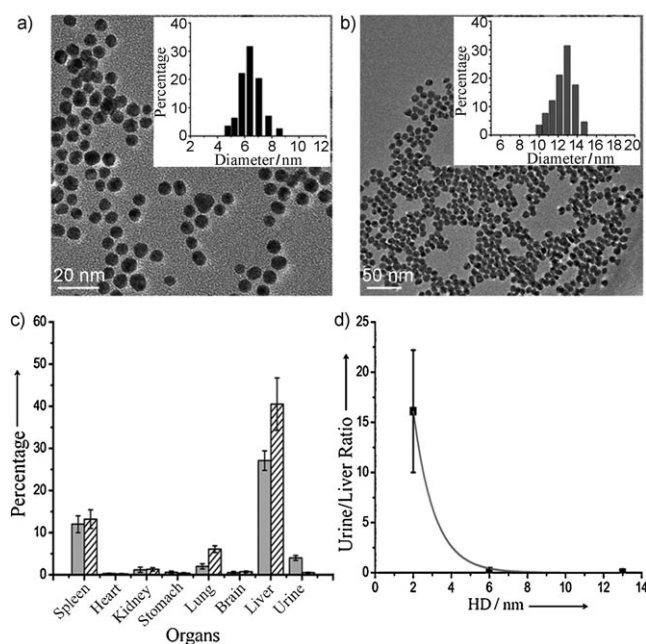 a)
Percentage
40
30
20
10
0
2 4 6 8 10 12
Diameter/nm
20 nm
b)
Percentage
40
30
20
10
0
6 8 10 12 14 16 18 20
Diameter/nm
50 nm
c)
Percentage
60
50
40
30
20
10
0
Spleen
Heart
Kidney
Stomach
Lung
Brain
Liver
Urine
Organs
d)
Urine/Liver Ratio
25
20
15
10
5
0
0 2 4 6 8 10 12 14
HD / nm